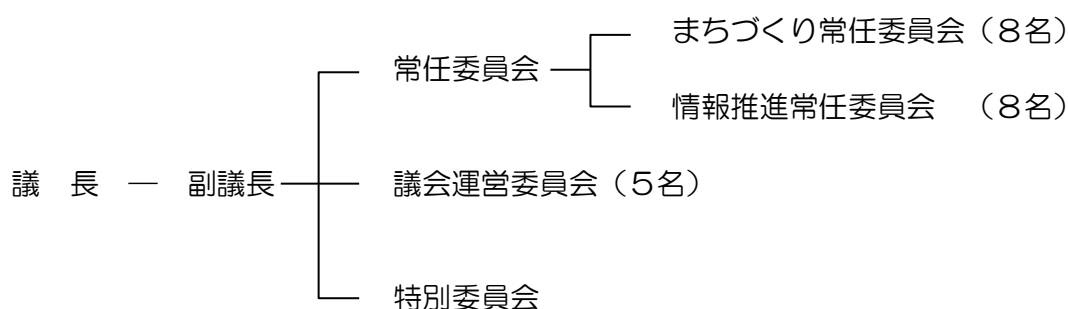 まちづくり常任委員会（８名）
常任委員会
情報推進常任委員会　（８名）
議　長　―　副議長
議会運営委員会（５名）
特別委員会